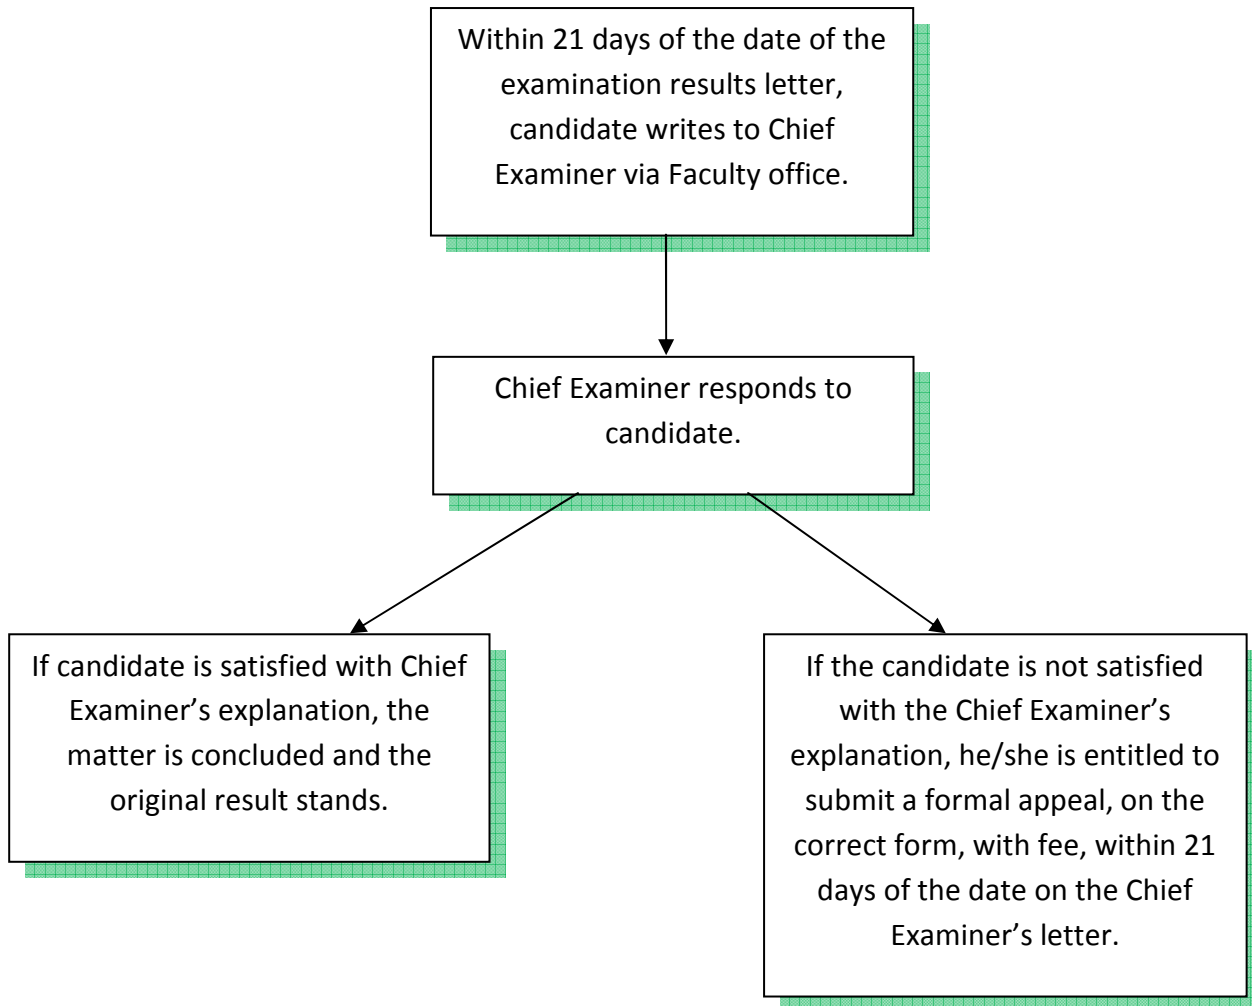 Within 21 days of the date of the
examination results letter,
candidate writes to Chief
Examiner via Faculty office.
Chief Examiner responds to
candidate.
If candidate is satisfied with Chief
Examiner’s explanation, the
matter is concluded and the
original result stands.
If the candidate is not satisfied
with the Chief Examiner’s
explanation, he/she is entitled to
submit a formal appeal, on the
correct form, with fee, within 21
days of the date on the Chief
Examiner’s letter.